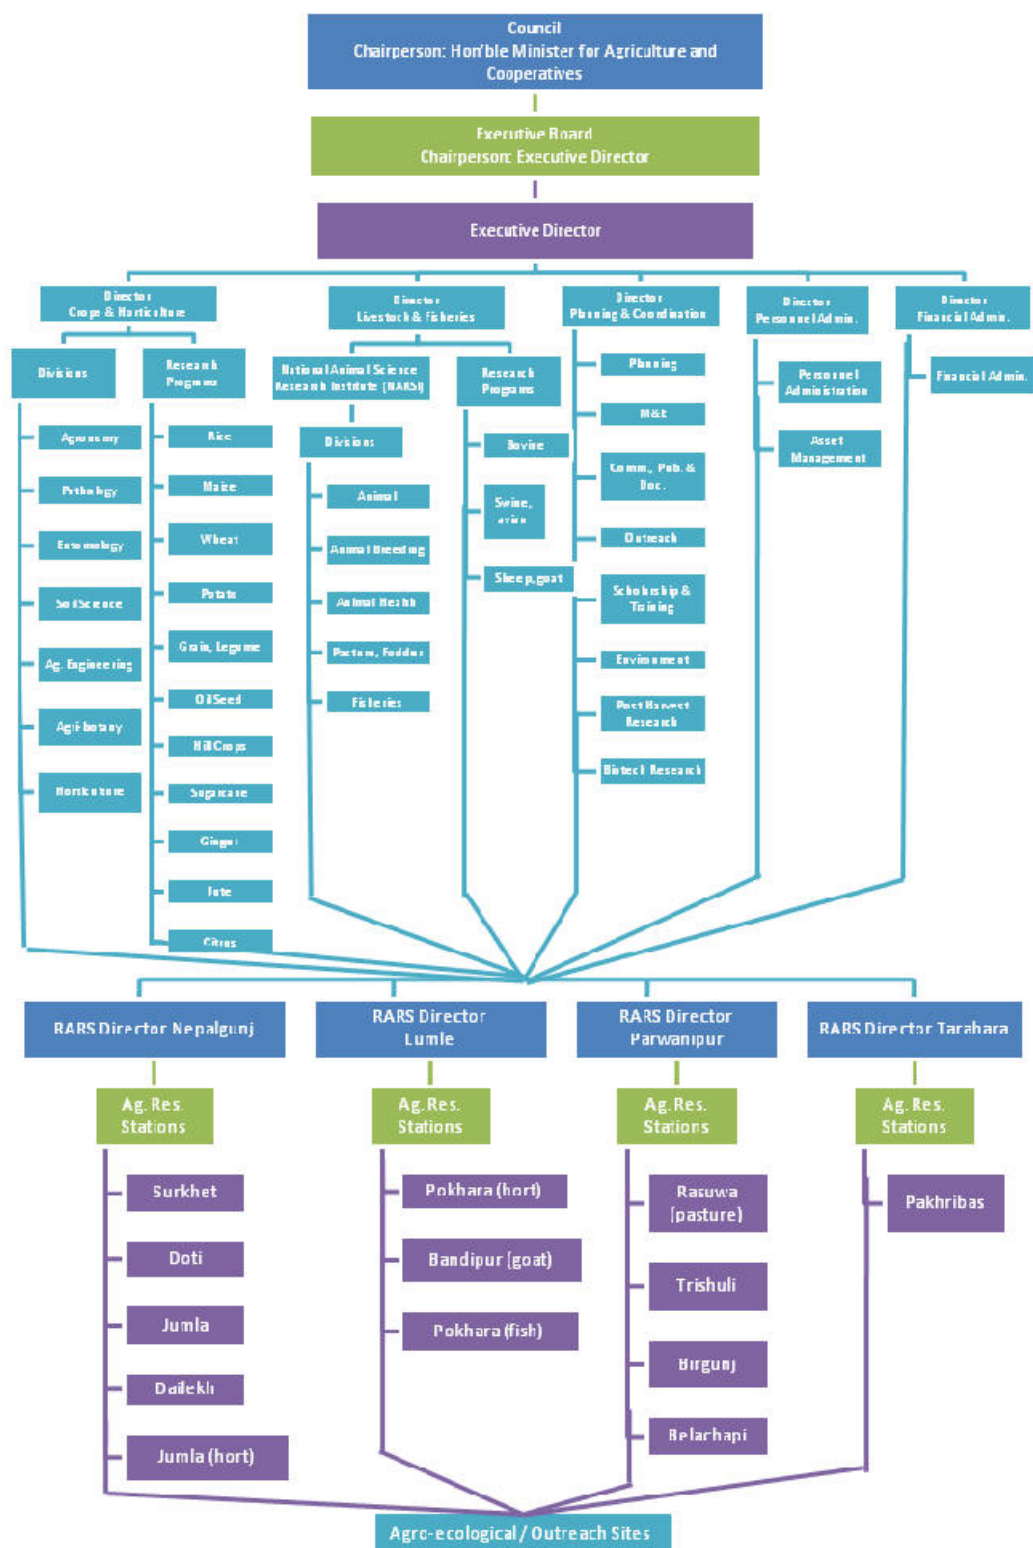 Council
Chairperson: Hon'ble Minister for Agriculture and
Cooperatives
Executive Board
Chairperson: Executive Director
Executive Director
Director
Crops & Horticulture
Director
Livestock & Fisheries
Director
Planning & Coordination
Director
Personnel Admin.
Director
Financial Admin.
Divisions
Research
Programs
National Animal Science
Research Institute (NARSI)
Research
Programs
Planning
Personnel
Administration
Financial Admin.
Agronomy
Pathology
Entomology
Soil Science
Ag. Engineering
Agri-botany
Horticulture
Rice
Maize
Wheat
Potato
Grain, Legume
Oil Seed
Hill Crops
Sugarcane
Ginger
Jute
Citrus
Divisions
Animal
Animal Breeding
Animal Health
Pasture, Fodder
Fisheries
Bovine
Swine,
avian
Sheep, goat
M&E
Comm., Pub. &
Doc.
Outreach
Scholarship &
Training
Environment
Post Harvest
Research
Biotech Research
Asset
Management
RARS Director Nepalgunj
RARS Director
Lumle
RARS Director
Parwanipur
RARS Director Tarahara
Ag. Res.
Stations
Ag. Res.
Stations
Ag. Res.
Stations
Ag. Res.
Stations
Surkhet
Doti
Jumla
Dailekh
Jumla (hort)
Pokhara (hort)
Bandipur (goat)
Pokhara (fish)
Rasuwa
(pasture)
Trishuli
Birgunj
Belachapi
Pakhribas
Agro-ecological / Outreach Sites